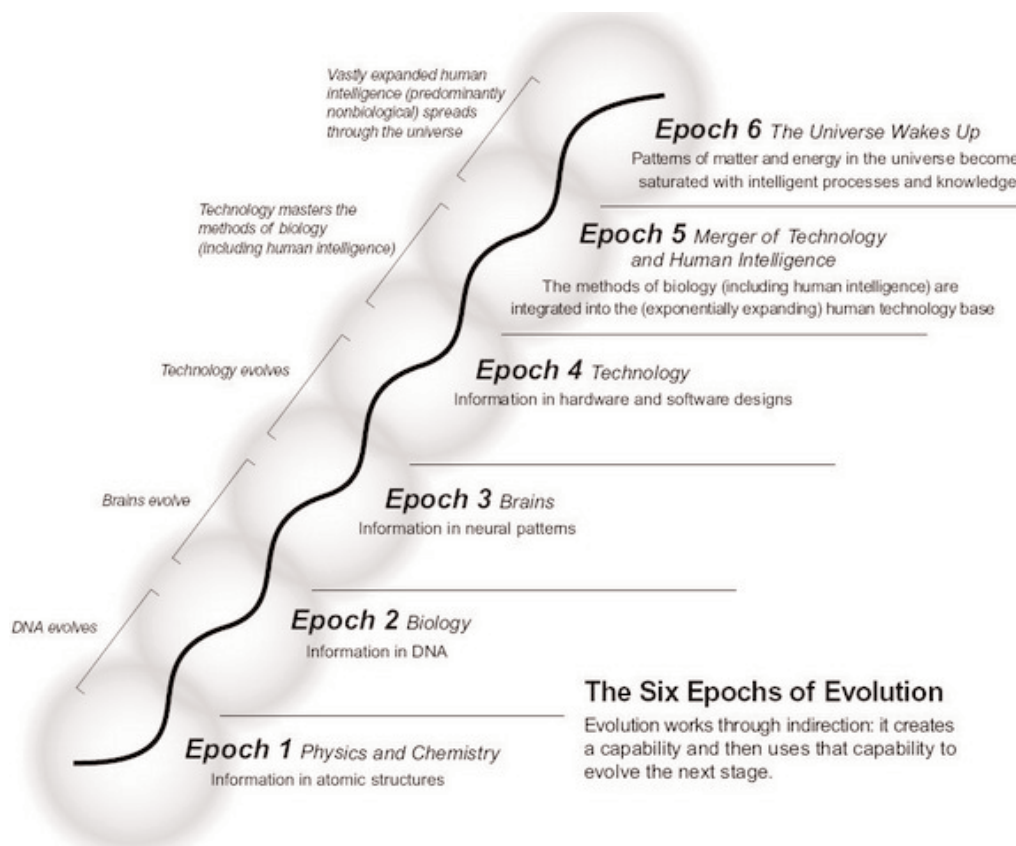 Vastly expanded human
intelligence (predominantly
nonbiological) spreads
through the universe
Epoch 6 The Universe Wakes Up
Patterns of matter and energy in the universe become
saturated with intelligent processes and knowledge
Technology masters the
methods of biology
(including human intelligence)
Epoch 5 Merger of Technology
and Human Intelligence
The methods of biology (including human intelligence) are
integrated into the (exponentially expanding) human technology base
Technology evolves
Epoch 4 Technology
Information in hardware and software designs
Brains evolve
Epoch 3 Brains
Information in neural patterns
DNA evolves
Epoch 2 Biology
Information in DNA
Epoch 1 Physics and Chemistry
Information in atomic structures
The Six Epochs of Evolution
Evolution works through indirection: it creates
a capability and then uses that capability to
evolve the next stage.